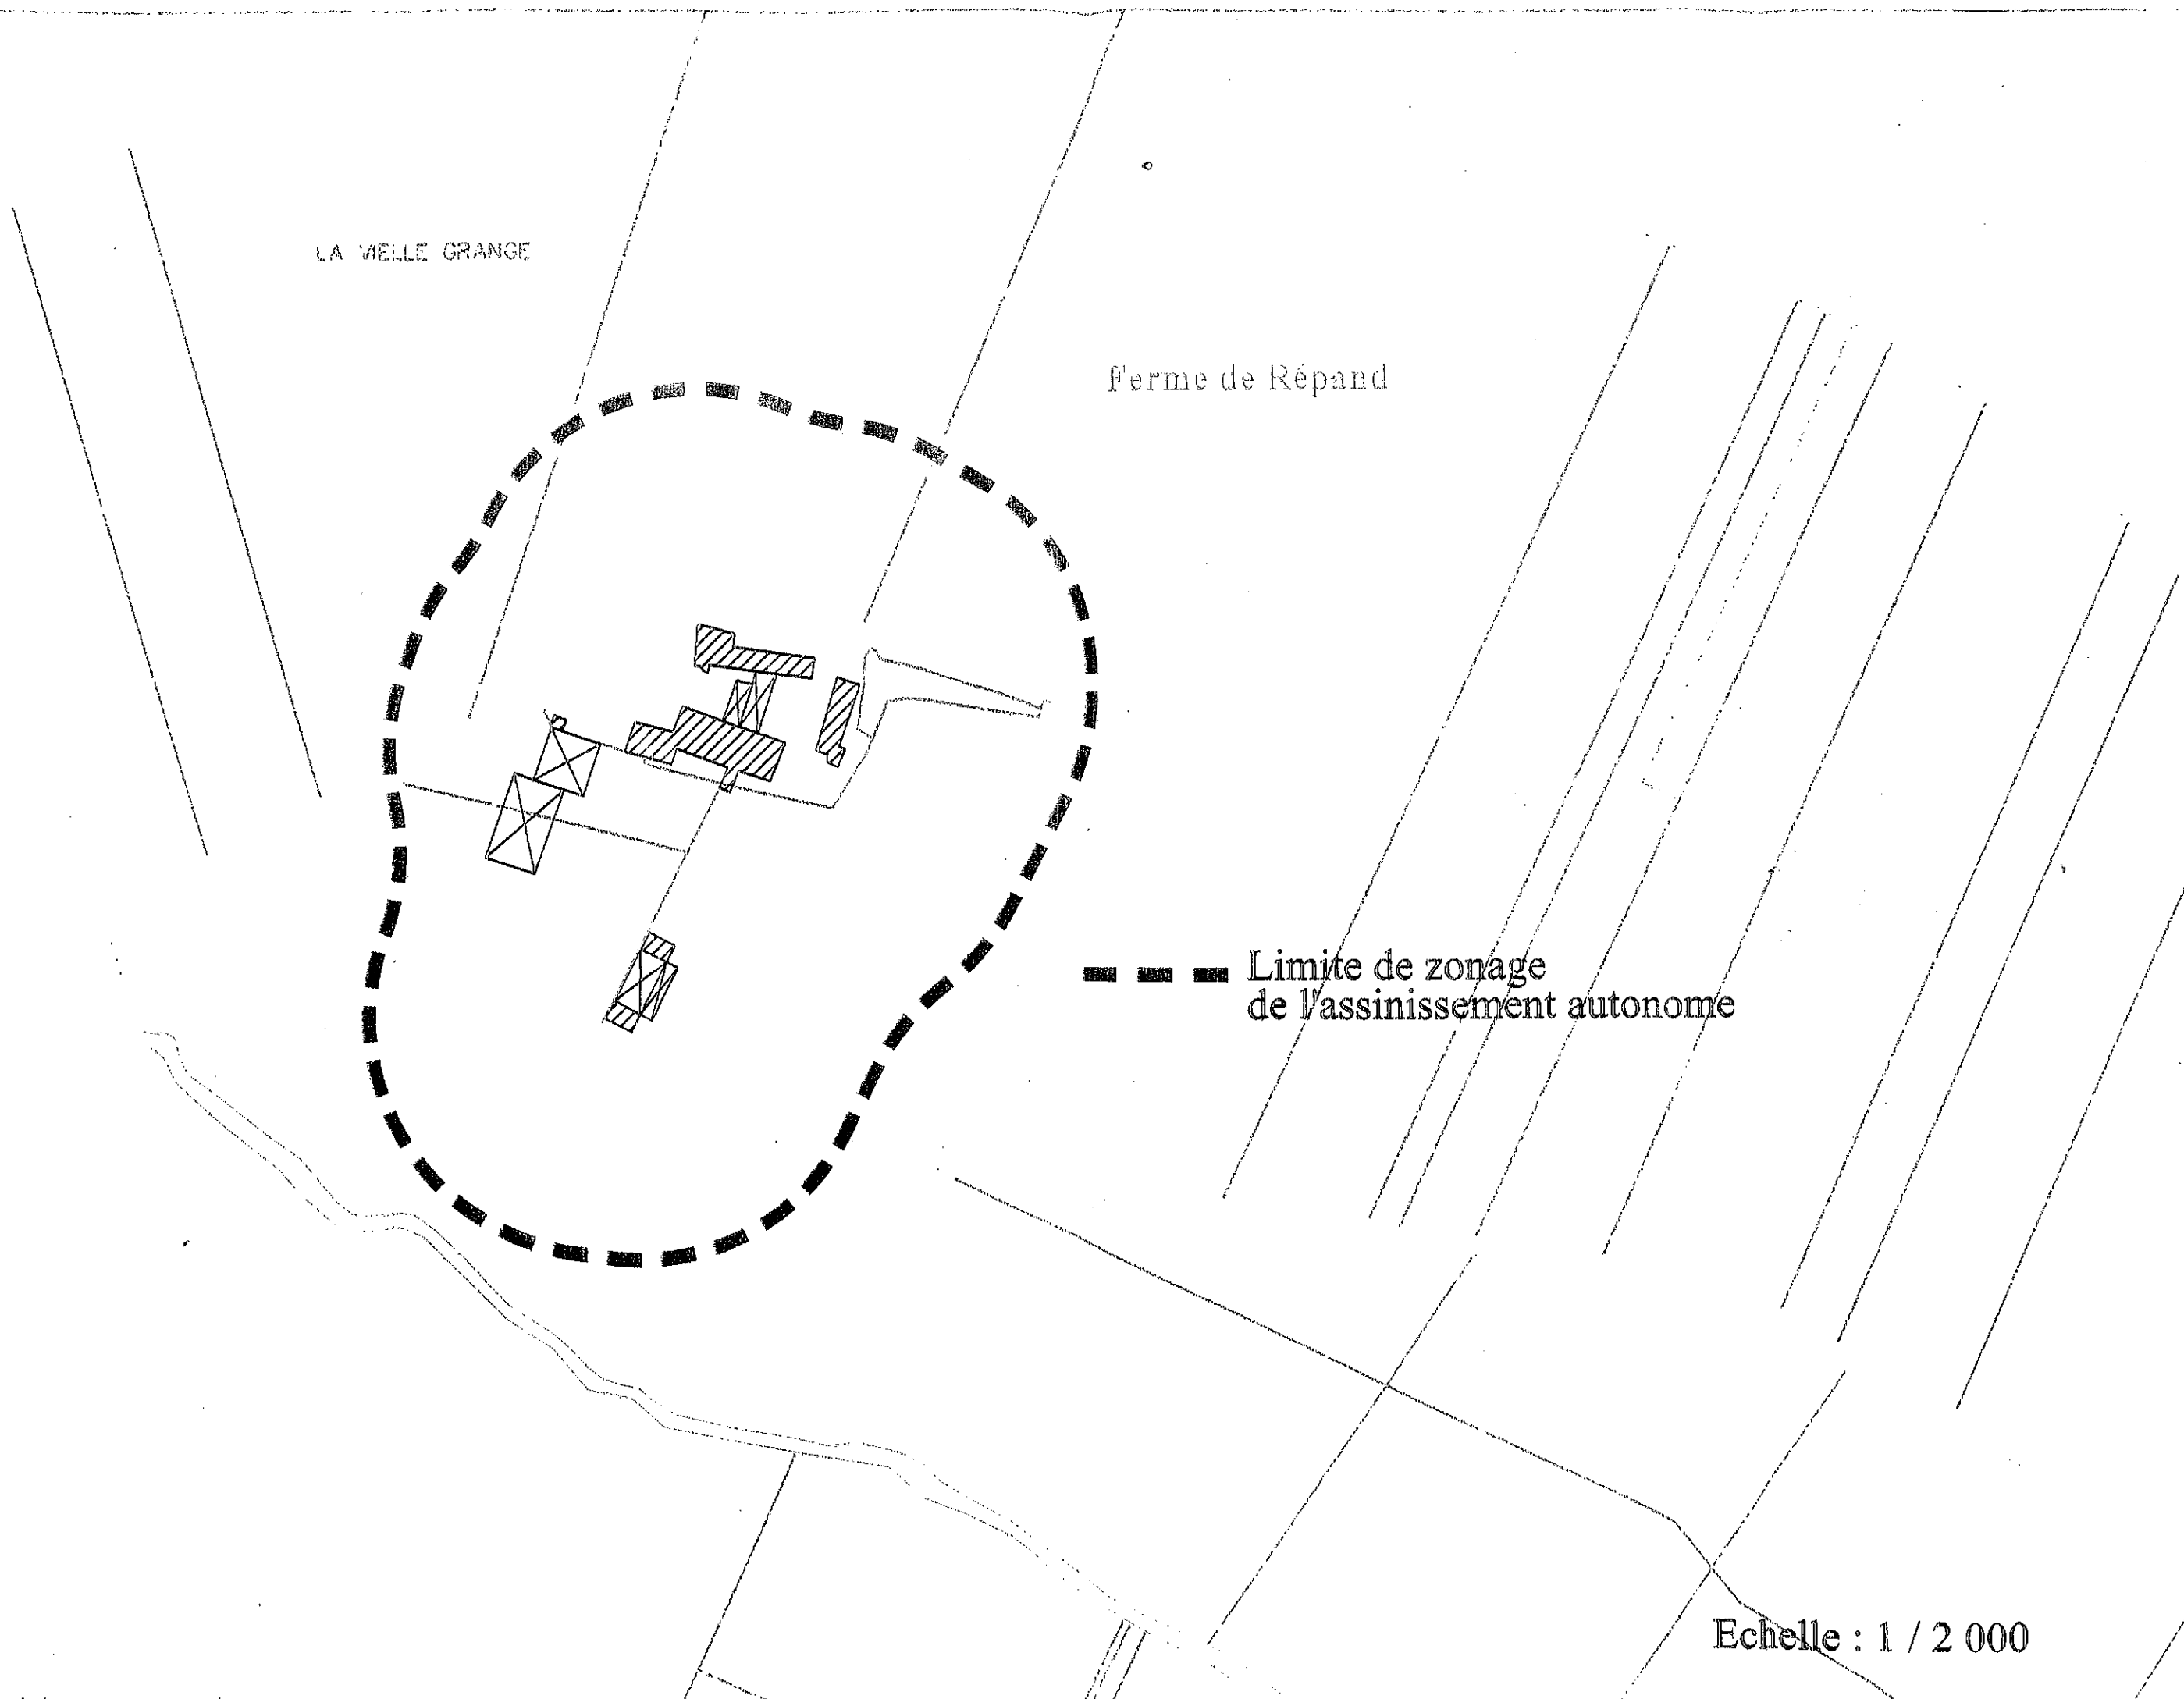 LA VIELLE GRANGE
Ferme de Répand
Limite de zonage
de l'assinissement autonome
Echelle : 1 / 2 000